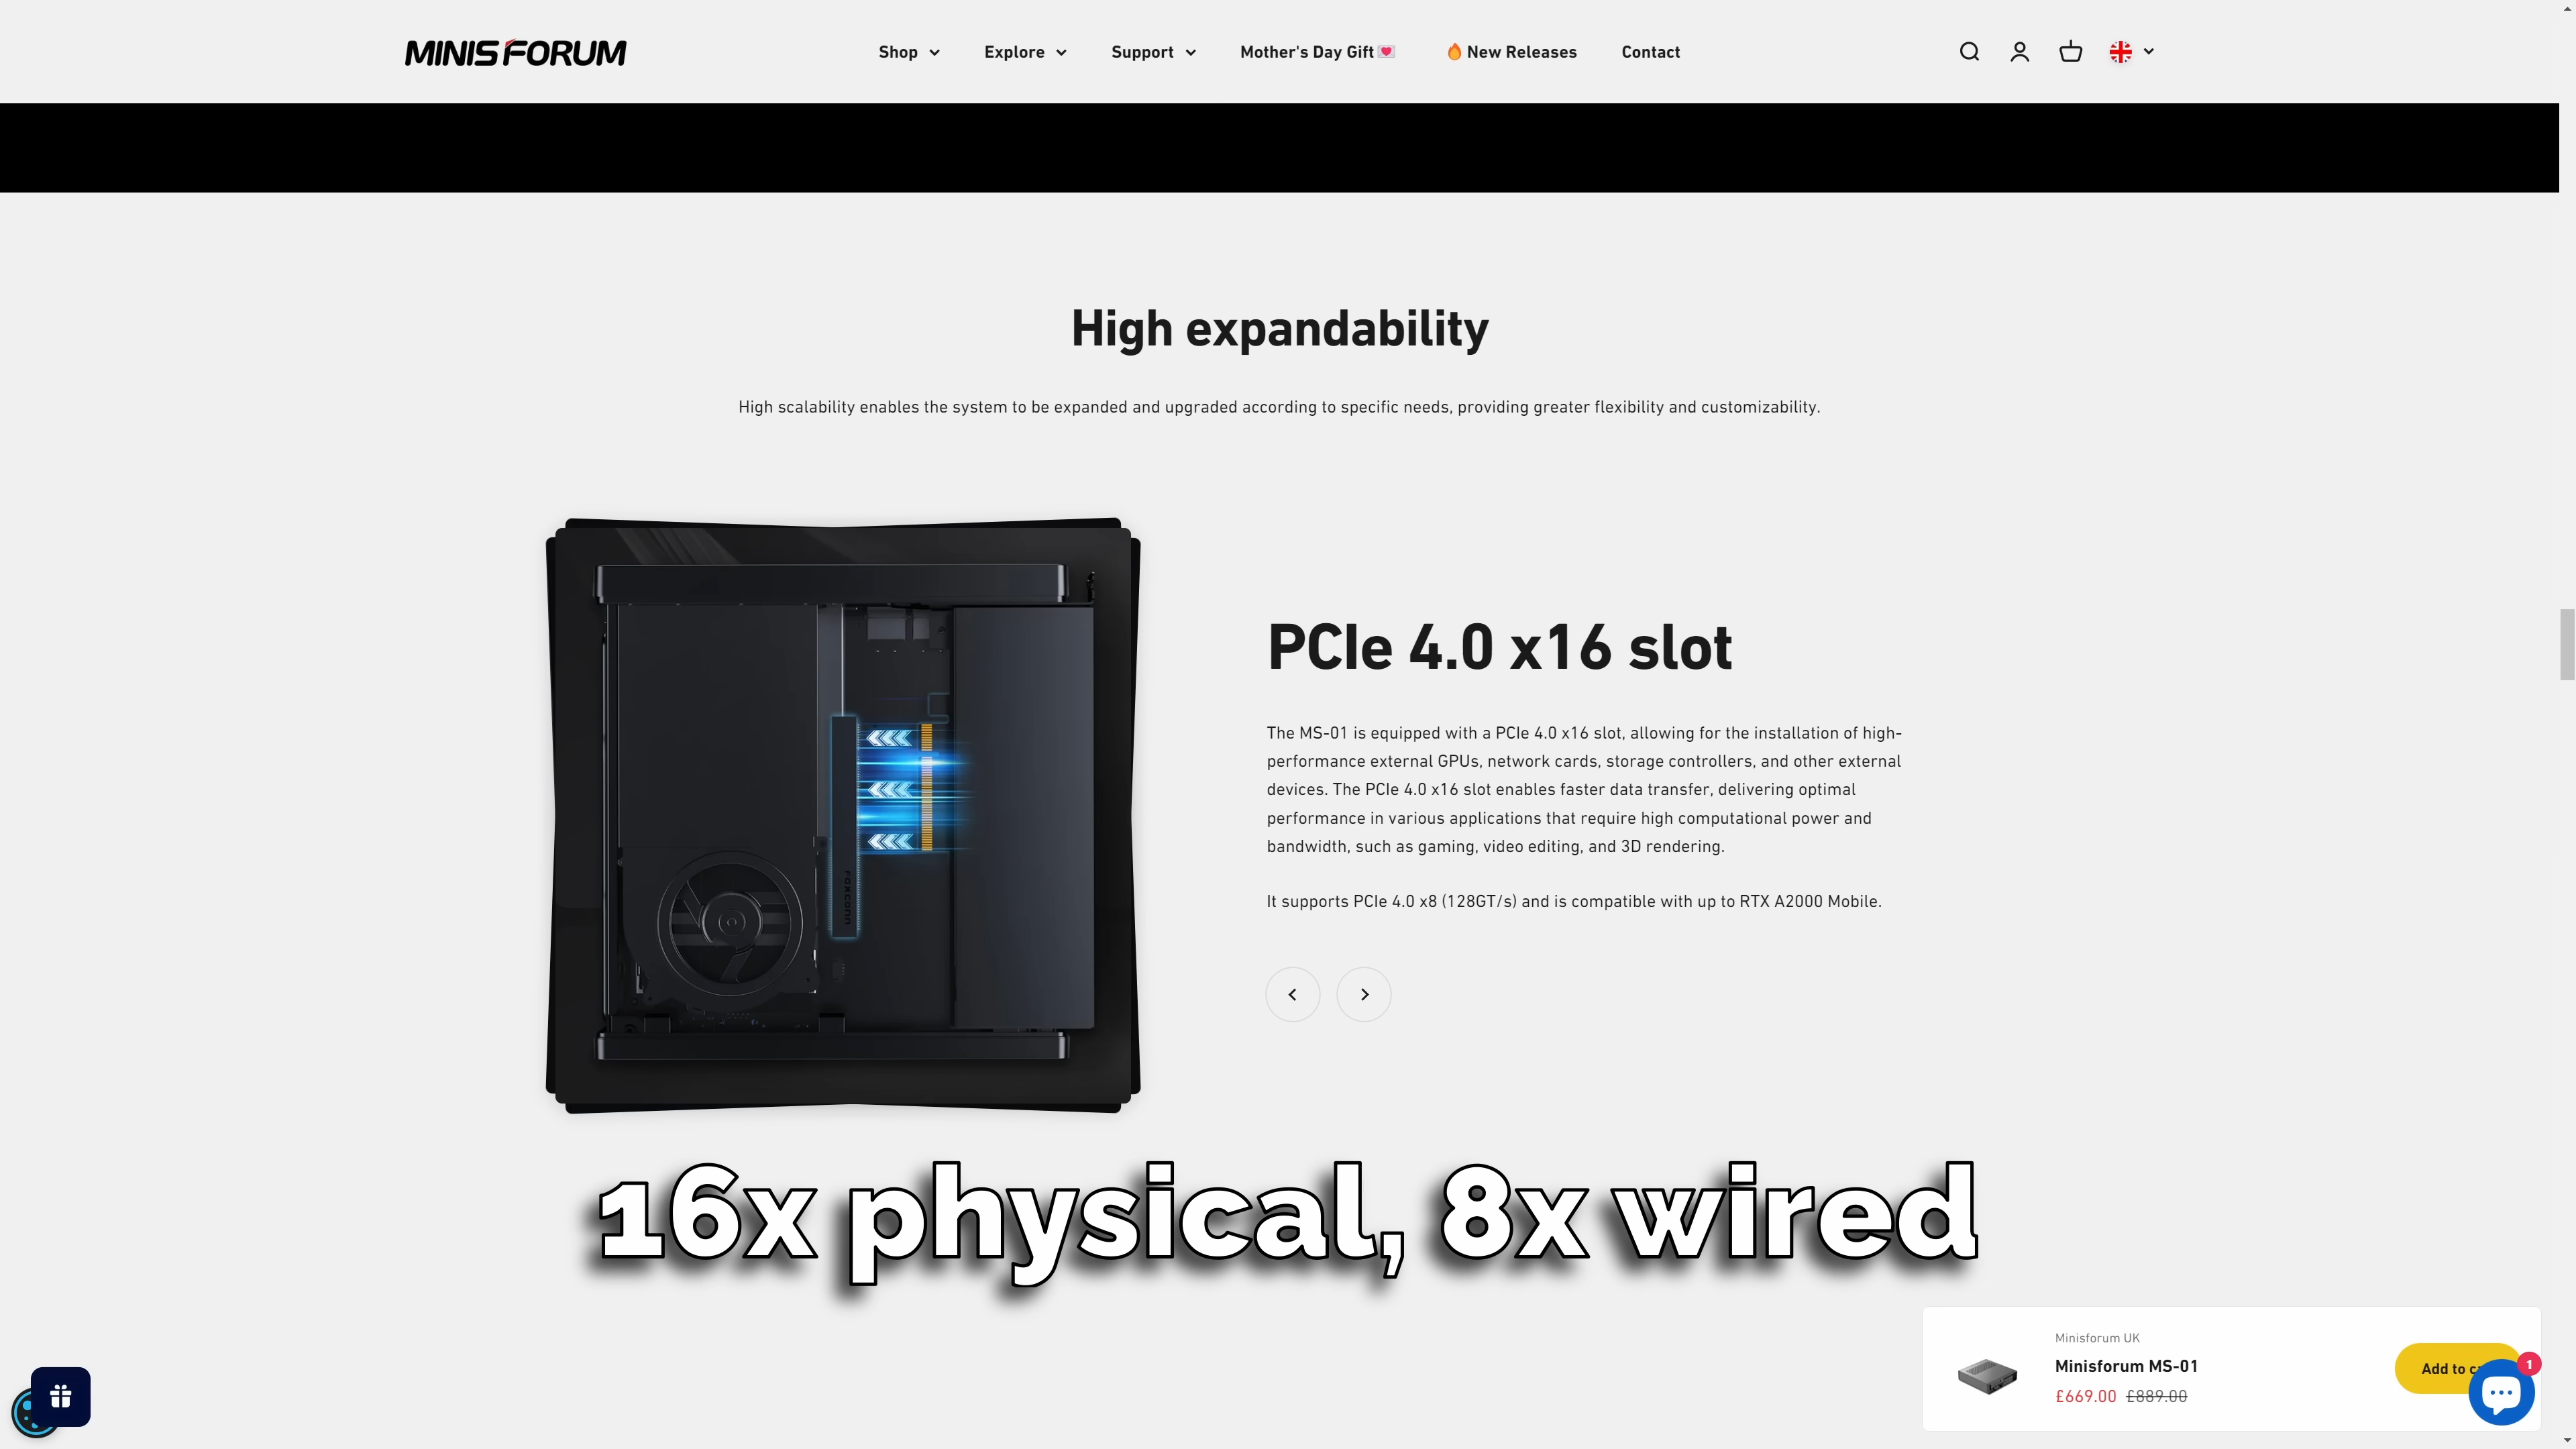 MINISFORUM
Shop
Explore
Support
Mother's Day Gift💌
🔥 New Releases
Contact
High expandability
High scalability enables the system to be expanded and upgraded according to specific needs, providing greater flexibility and customizability.
FOXCONN
PCIe 4.0 x16 slot
The MS-01 is equipped with a PCIe 4.0 x16 slot, allowing for the installation of high-
performance external GPUs, network cards, storage controllers, and other external
devices. The PCIe 4.0 x16 slot enables faster data transfer, delivering optimal
performance in various applications that require high computational power and
bandwidth, such as gaming, video editing, and 3D rendering.
It supports PCIe 4.0 x8 (128GT/s) and is compatible with up to RTX A2000 Mobile.
16x physical, 8x wired
Minisforum UK
Minisforum MS-01
£669.00 £889.00
Add to c
1